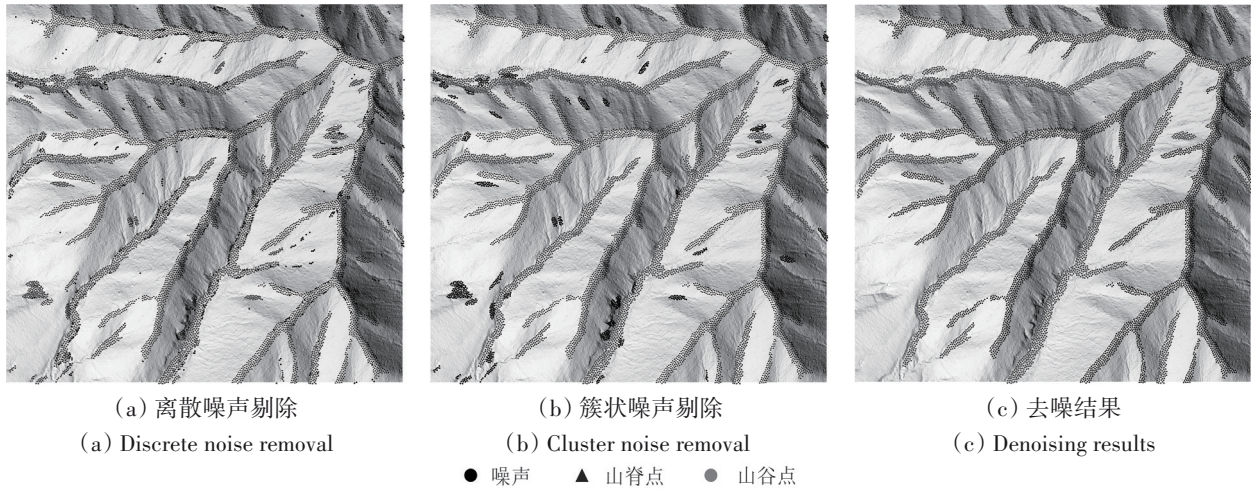 (a) 离散噪声剔除 (b) 簇状噪声剔除 (c) 去噪结果
(a) Discrete noise removal (b) Cluster noise removal (c) Denoising results
● 噪声 ▲ 山脊点 ● 山谷点